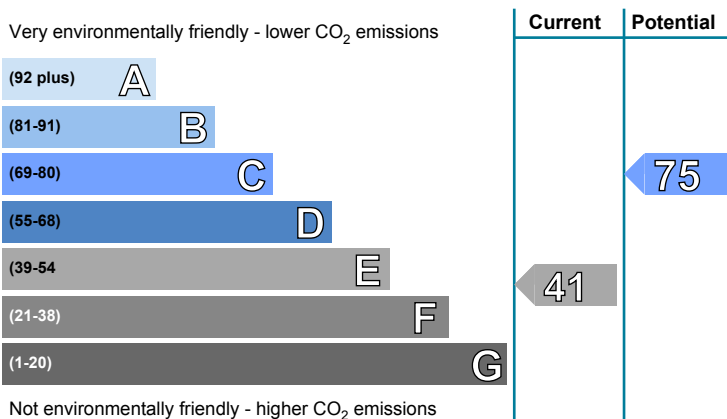 Very environmentally friendly - lower CO2 emissions
Current
Potential
(92 plus) A
(81-91) B
(69-80) C
75
(55-68) D
(39-54 E
41
(21-38) F
(1-20) G
Not environmentally friendly - higher CO2 emissions